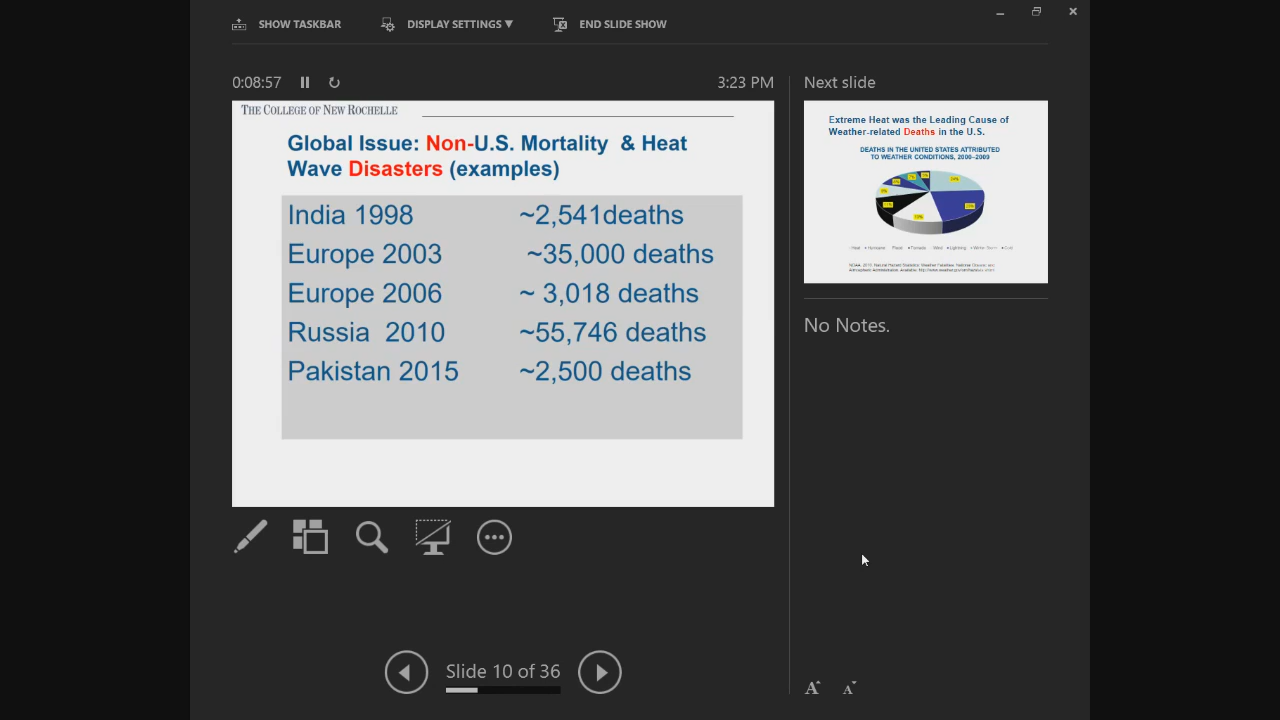 SHOW TASKBAR
DISPLAY SETTINGS ▼
END SLIDE SHOW
0:08:57
3:23 PM
THE COLLEGE OF NEW ROCHELLE
Global Issue: Non-U.S. Mortality & Heat
Wave Disasters (examples)
India 1998 ~2,541deaths
Europe 2003 ~35,000 deaths
Europe 2006 ~ 3,018 deaths
Russia 2010 ~55,746 deaths
Pakistan 2015 ~2,500 deaths
Slide 10 of 36
Next slide
Extreme Heat was the Leading Cause of
Weather-related Deaths in the U.S.
DEATHS IN THE UNITED STATES ATTRIBUTED
TO WEATHER CONDITIONS, 2000-2009
No Notes.
A A